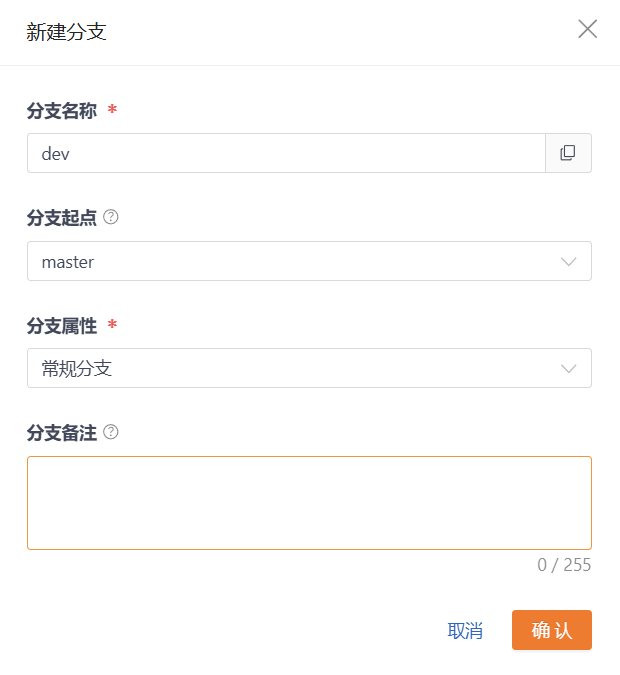 新建分支
分支名称 *
dev
分支起点
master
分支属性 *
常规分支
分支备注
0 / 255
取消 确认